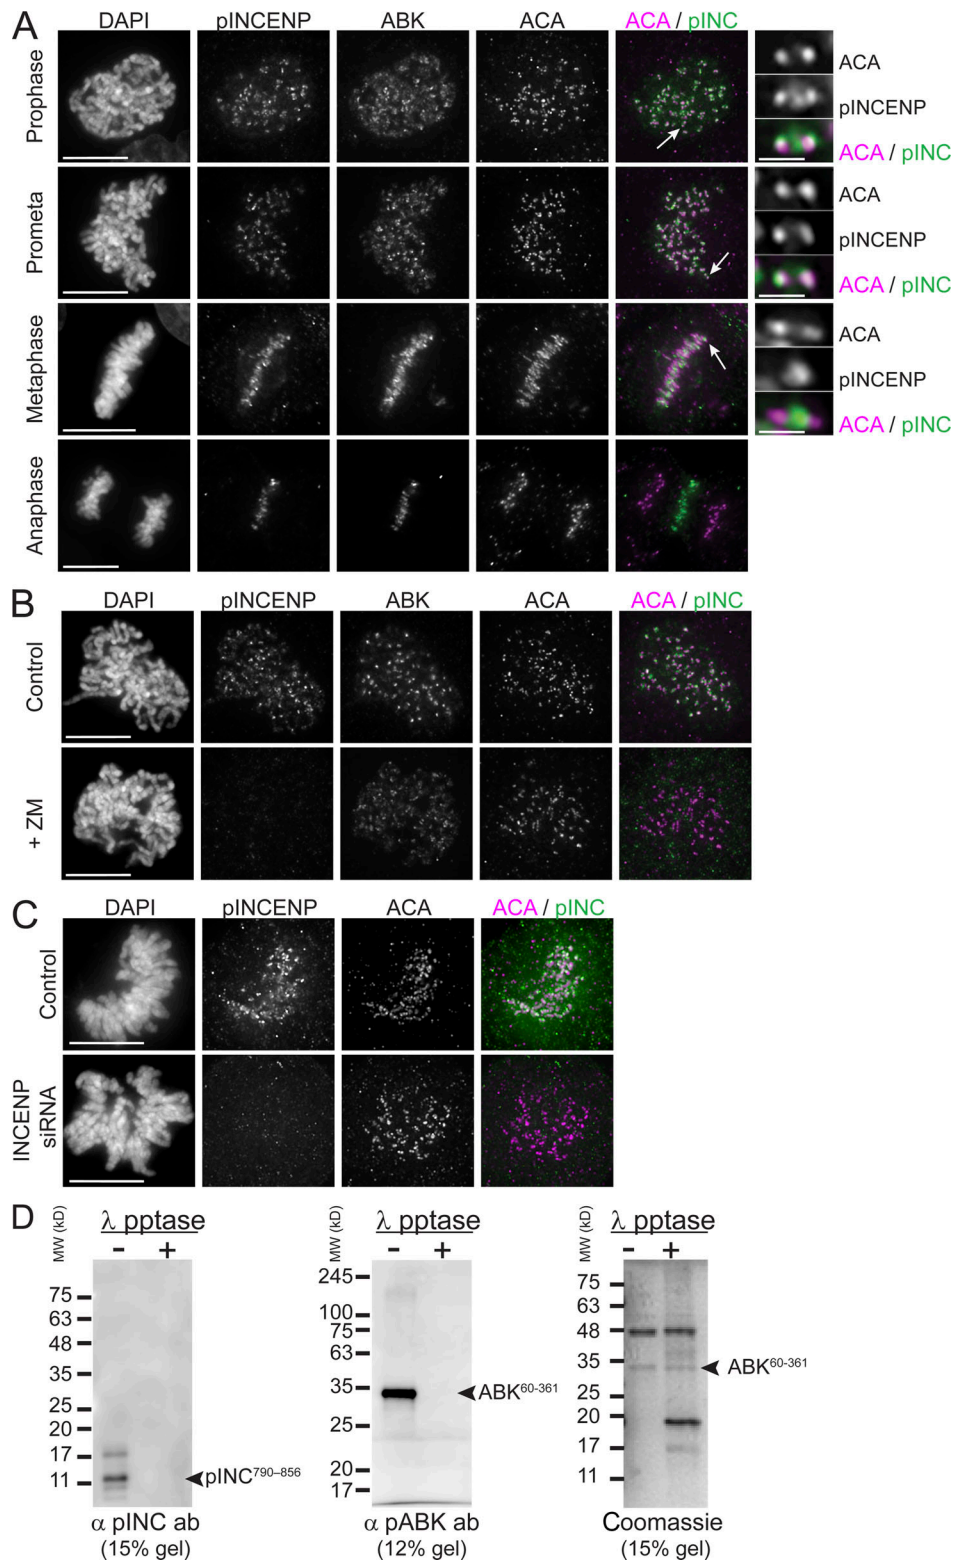 A
DAPI pINCENP ABK ACA ACA / pINC
Prophase
ACA
pINCENP
ACA / pINC
Prometa
ACA
pINCENP
ACA / pINC
Metaphase
ACA
pINCENP
ACA / pINC
Anaphase
B
DAPI pINCENP ABK ACA ACA / pINC
Control
+ ZM
C
DAPI pINCENP ACA ACA / pINC
Control
INCENP
siRNA
D
MW (kD)
λ pptase
- +
75
63
48
35
25
20
17
11
pINC790–856
α pINC ab
(15% gel)
MW (kD)
λ pptase
- +
245
100
75
63
35
25
20
17
ABK60-361
α pABK ab
(12% gel)
MW (kD)
λ pptase
- +
75
63
48
35
25
20
17
11
ABK60-361
Coomassie
(15% gel)